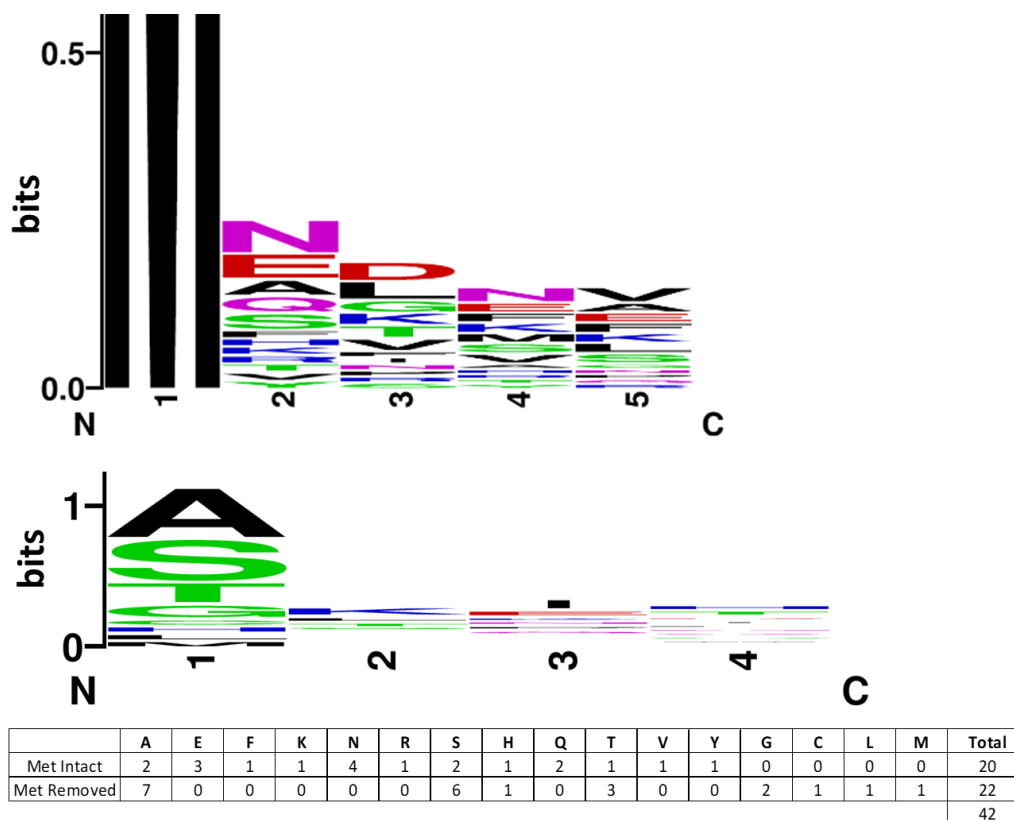 0.5
bits
M
N
E D
A N
Q
S
0.0
1 2 3 4 5
N C
1
bits
A
S
T
G
0
1 2 3 4
N C
A E F K N R S H Q T V Y G C L M Total
Met Intact 2 3 1 1 4 1 2 1 2 1 1 1 0 0 0 0 20
Met Removed 7 0 0 0 0 0 6 1 0 3 0 0 2 1 1 1 22
42